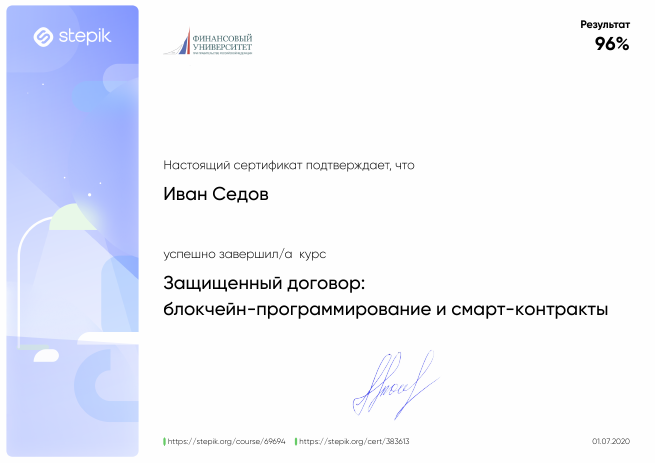 stepik
ФИНАНСОВЫЙ
УНИВЕРСИТЕТ
Результат
96%
Настоящий сертификат подтверждает, что
Иван Седов
успешно завершил/а курс
Защищенный договор:
блокчейн-программирование и смарт-контракты
https://stepik.org/course/69694
https://stepik.org/cert/383613
01.07.2020